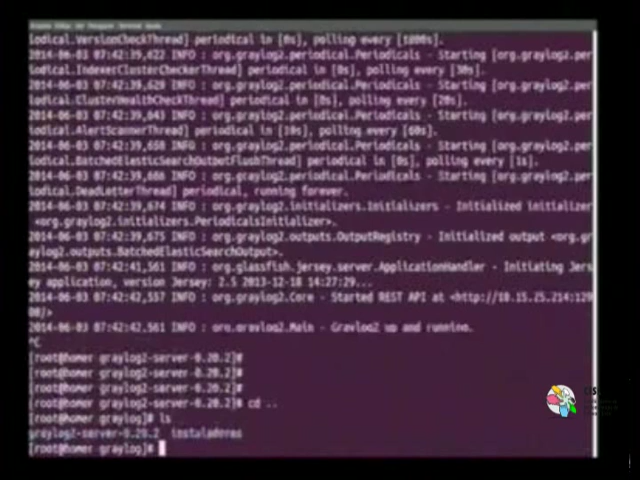 iodical.VersionCheckThread] periodical in [0s], polling every [1800s].
2014-06-03 07:42:39,622 INFO : org.graylog2.periodical.Periodicals - Starting [org.graylog2.per
iodical.IndexerClusterCheckerThread] periodical in [0s], polling every [30s].
2014-06-03 07:42:39,629 INFO : org.graylog2.periodical.Periodicals - Starting [org.graylog2.per
iodical.ClusterHealthCheckThread] periodical in [0s], polling every [20s].
2014-06-03 07:42:39,643 INFO : org.graylog2.periodical.Periodicals - Starting [org.graylog2.per
iodical.AlertScannerThread] periodical in [10s], polling every [60s].
2014-06-03 07:42:39,658 INFO : org.graylog2.periodical.Periodicals - Starting [org.graylog2.per
iodical.BatchedElasticSearchOutputFlushThread] periodical in [0s], polling every [1s].
2014-06-03 07:42:39,666 INFO : org.graylog2.periodical.Periodicals - Starting [org.graylog2.per
iodical.DeadLetterThread] periodical, running forever.
2014-06-03 07:42:39,674 INFO : org.graylog2.initializers.Initializers - Initialized initializer
<org.graylog2.initializers.PeriodicalsInitializer>.
2014-06-03 07:42:39,675 INFO : org.graylog2.outputs.OutputRegistry - Initialized output <org.gr
aylog2.outputs.BatchedElasticSearchOutput>.
2014-06-03 07:42:41,561 INFO : org.glassfish.jersey.server.ApplicationHandler - Initiating Jers
ey application, version Jersey: 2.5 2013-12-18 14:27:29...
2014-06-03 07:42:42,557 INFO : org.graylog2.Core - Started REST API at <http://10.15.25.214:129
00/>
2014-06-03 07:42:42,561 INFO : org.graylog2.Main - Graylog2 up and running.
^C
[root@homer graylog2-server-0.20.2]#
[root@homer graylog2-server-0.20.2]#
[root@homer graylog2-server-0.20.2]#
[root@homer graylog2-server-0.20.2]# cd ..
[root@homer graylog]# ls
graylog2-server-0.20.2 instaladores
[root@homer graylog]#